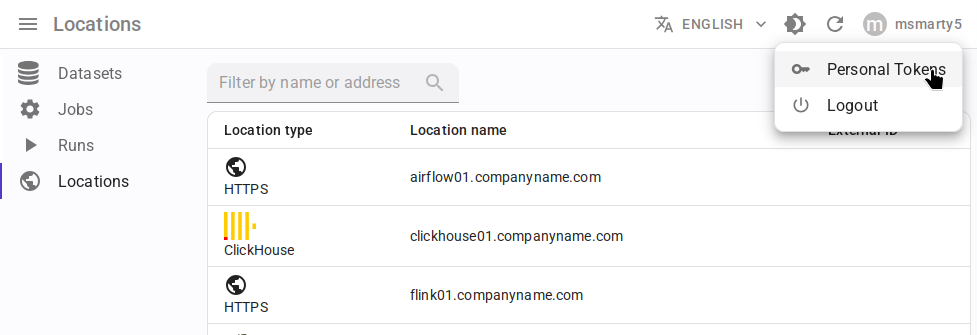 Locations
ENGLISH
m
msmarty5
Personal Tokens
Logout
Datasets
Jobs
Runs
Locations
Filter by name or address
Location type
Location name
External ID
HTTPS
airflow01.companyname.com
ClickHouse
clickhouse01.companyname.com
HTTPS
flink01.companyname.com